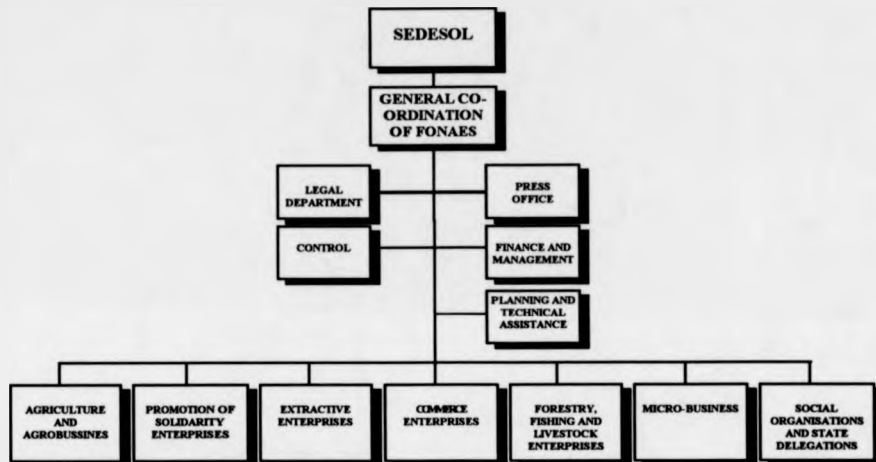 SEDESOL
GENERAL CO-
ORDINATION
OF FONAES
LEGAL
DEPARTMENT
PRESS
OFFICE
CONTROL
FINANCE AND
MANAGEMENT
PLANNING AND
TECHNICAL
ASSISTANCE
AGRICULTURE
AND
AGROBUSSINES
PROMOTION OF
SOLIDARITY
ENTERPRISES
EXTRACTIVE
ENTERPRISES
COMMERCE
ENTERPRISES
FORESTRY,
FISHING AND
LIVESTOCK
ENTERPRISES
MICRO-BUSINESS
SOCIAL
ORGANISATIONS
AND STATE
DELEGATIONS